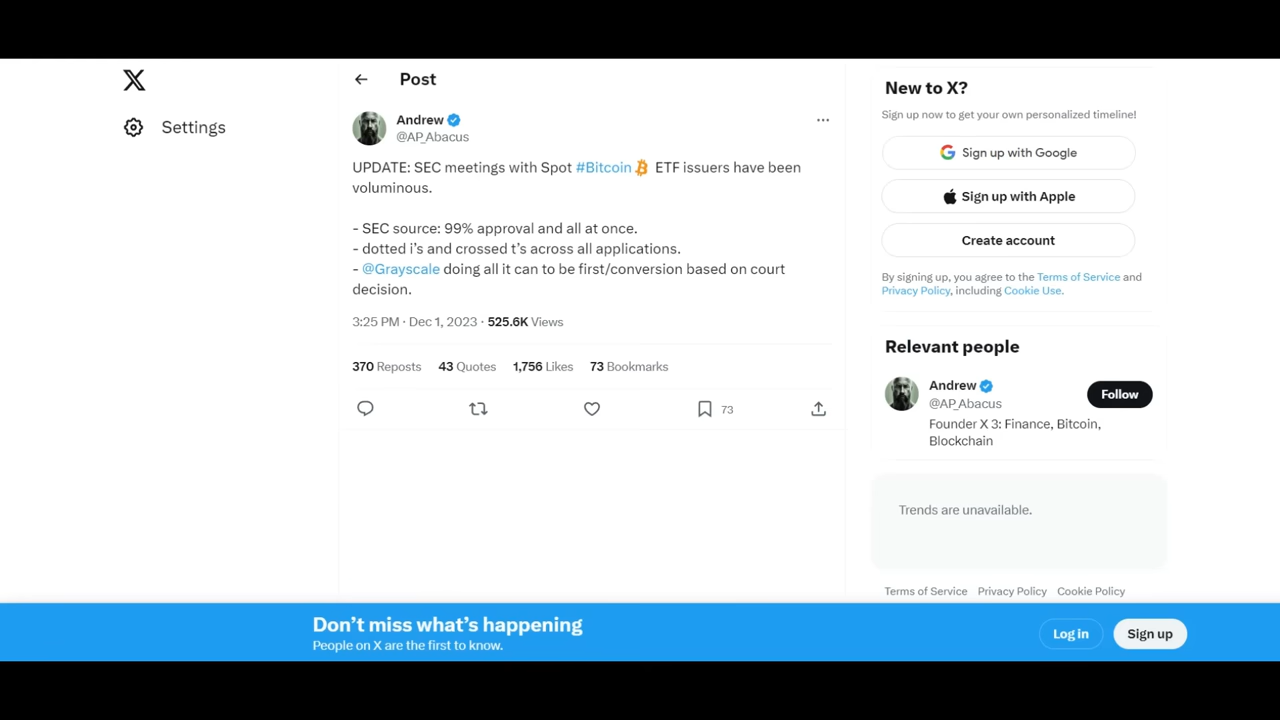 Settings
Post
Andrew
@AP_Abacus
UPDATE: SEC meetings with Spot #Bitcoin ETF issuers have been
voluminous.
- SEC source: 99% approval and all at once.
- dotted i’s and crossed t’s across all applications.
- @Grayscale doing all it can to be first/conversion based on court
decision.
3:25 PM · Dec 1, 2023 · 525.6K Views
370 Reposts 43 Quotes 1,756 Likes 73 Bookmarks
73
New to X?
Sign up now to get your own personalized timeline!
Sign up with Google
Sign up with Apple
Create account
By signing up, you agree to the Terms of Service and
Privacy Policy, including Cookie Use.
Relevant people
Andrew
@AP_Abacus
Follow
Founder X 3: Finance, Bitcoin,
Blockchain
Trends are unavailable.
Terms of Service Privacy Policy Cookie Policy
Don’t miss what’s happening
People on X are the first to know.
Log in
Sign up